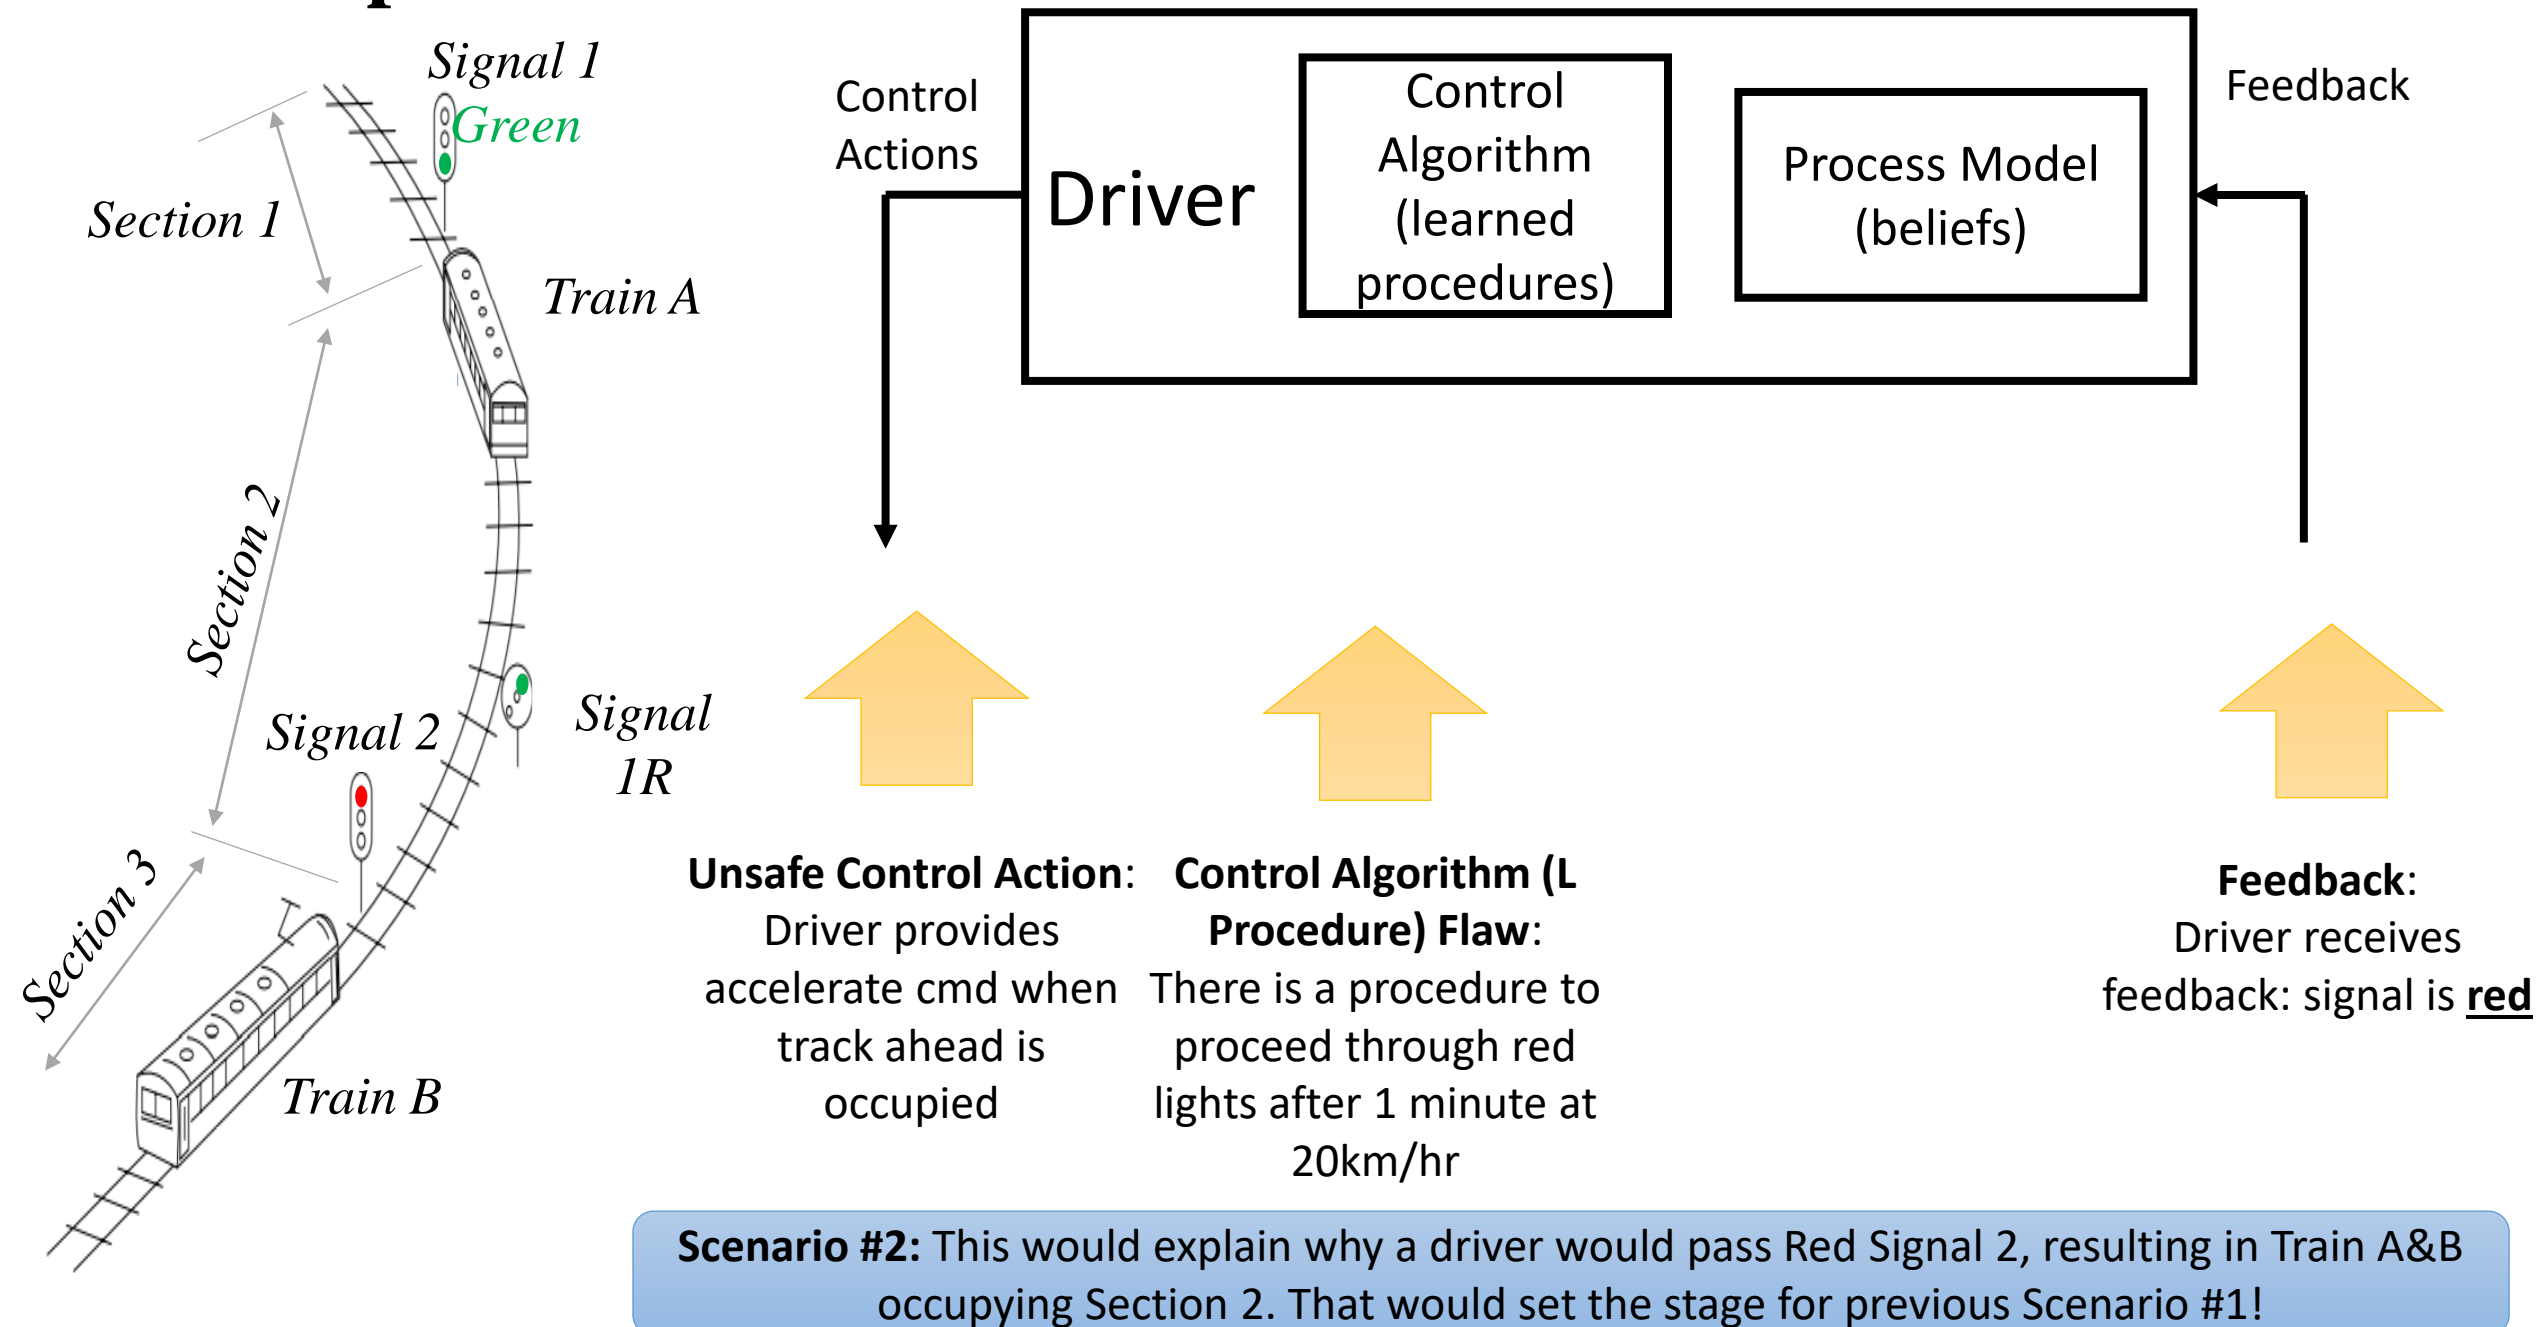 Signal 1
Green
Section 1
Train A
Section 2
Signal 2
Signal
1R
Section 3
Train B
Control
Actions
Driver
Control
Algorithm
(learned
procedures)
Process Model
(beliefs)
Feedback
Unsafe Control Action:
Driver provides
accelerate cmd when
track ahead is
occupied
Control Algorithm (L
Procedure) Flaw:
There is a procedure to
proceed through red
lights after 1 minute at
20km/hr
Feedback:
Driver receives
feedback: signal is red
Scenario #2: This would explain why a driver would pass Red Signal 2, resulting in Train A&B
occupying Section 2. That would set the stage for previous Scenario #1!